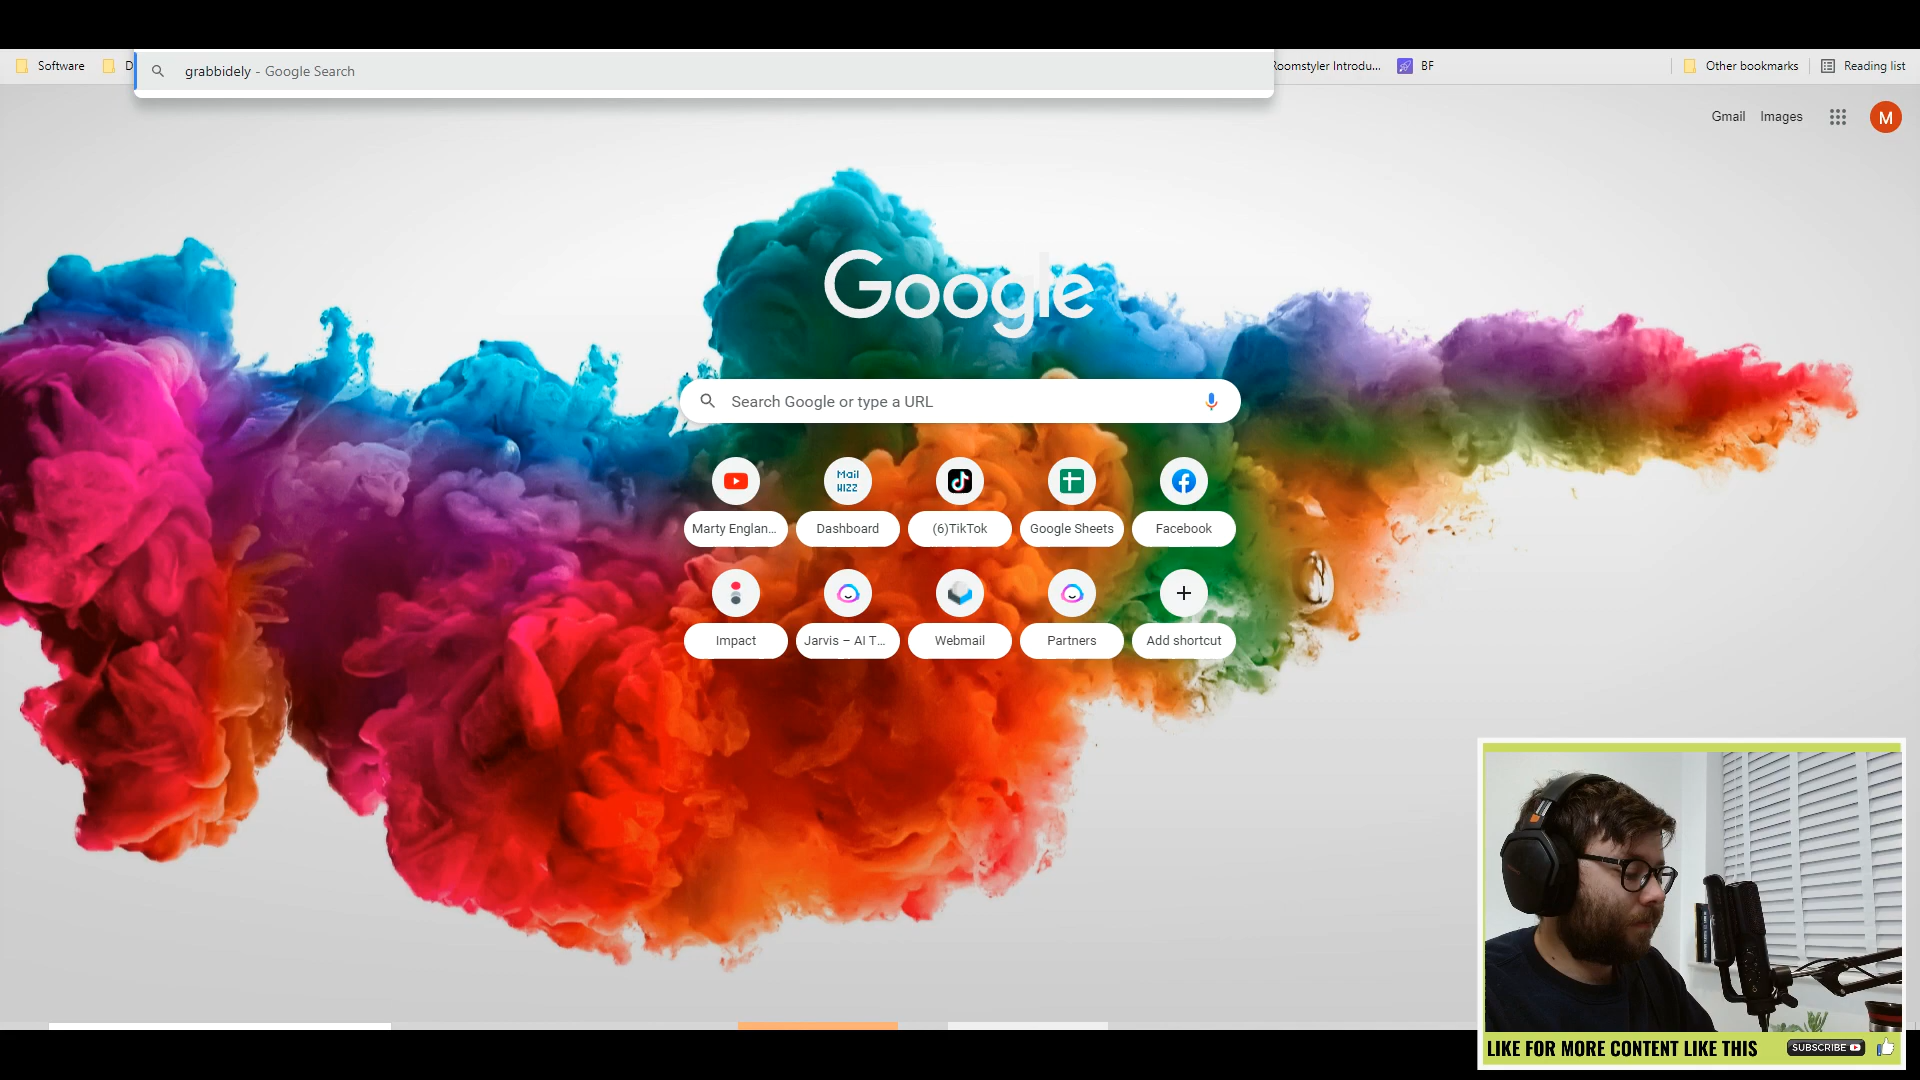 Software
D
grabbidely - Google Search
Roomstyler Introdu...
BF
Other bookmarks
Reading list
Gmail
Images
M
Google
Search Google or type a URL
Mail
WIZZ
Marty Englan...
Dashboard
(6)TikTok
Google Sheets
Facebook
Impact
Jarvis – AI T...
Webmail
Partners
Add shortcut
LIKE FOR MORE CONTENT LIKE THIS
SUBSCRIBE